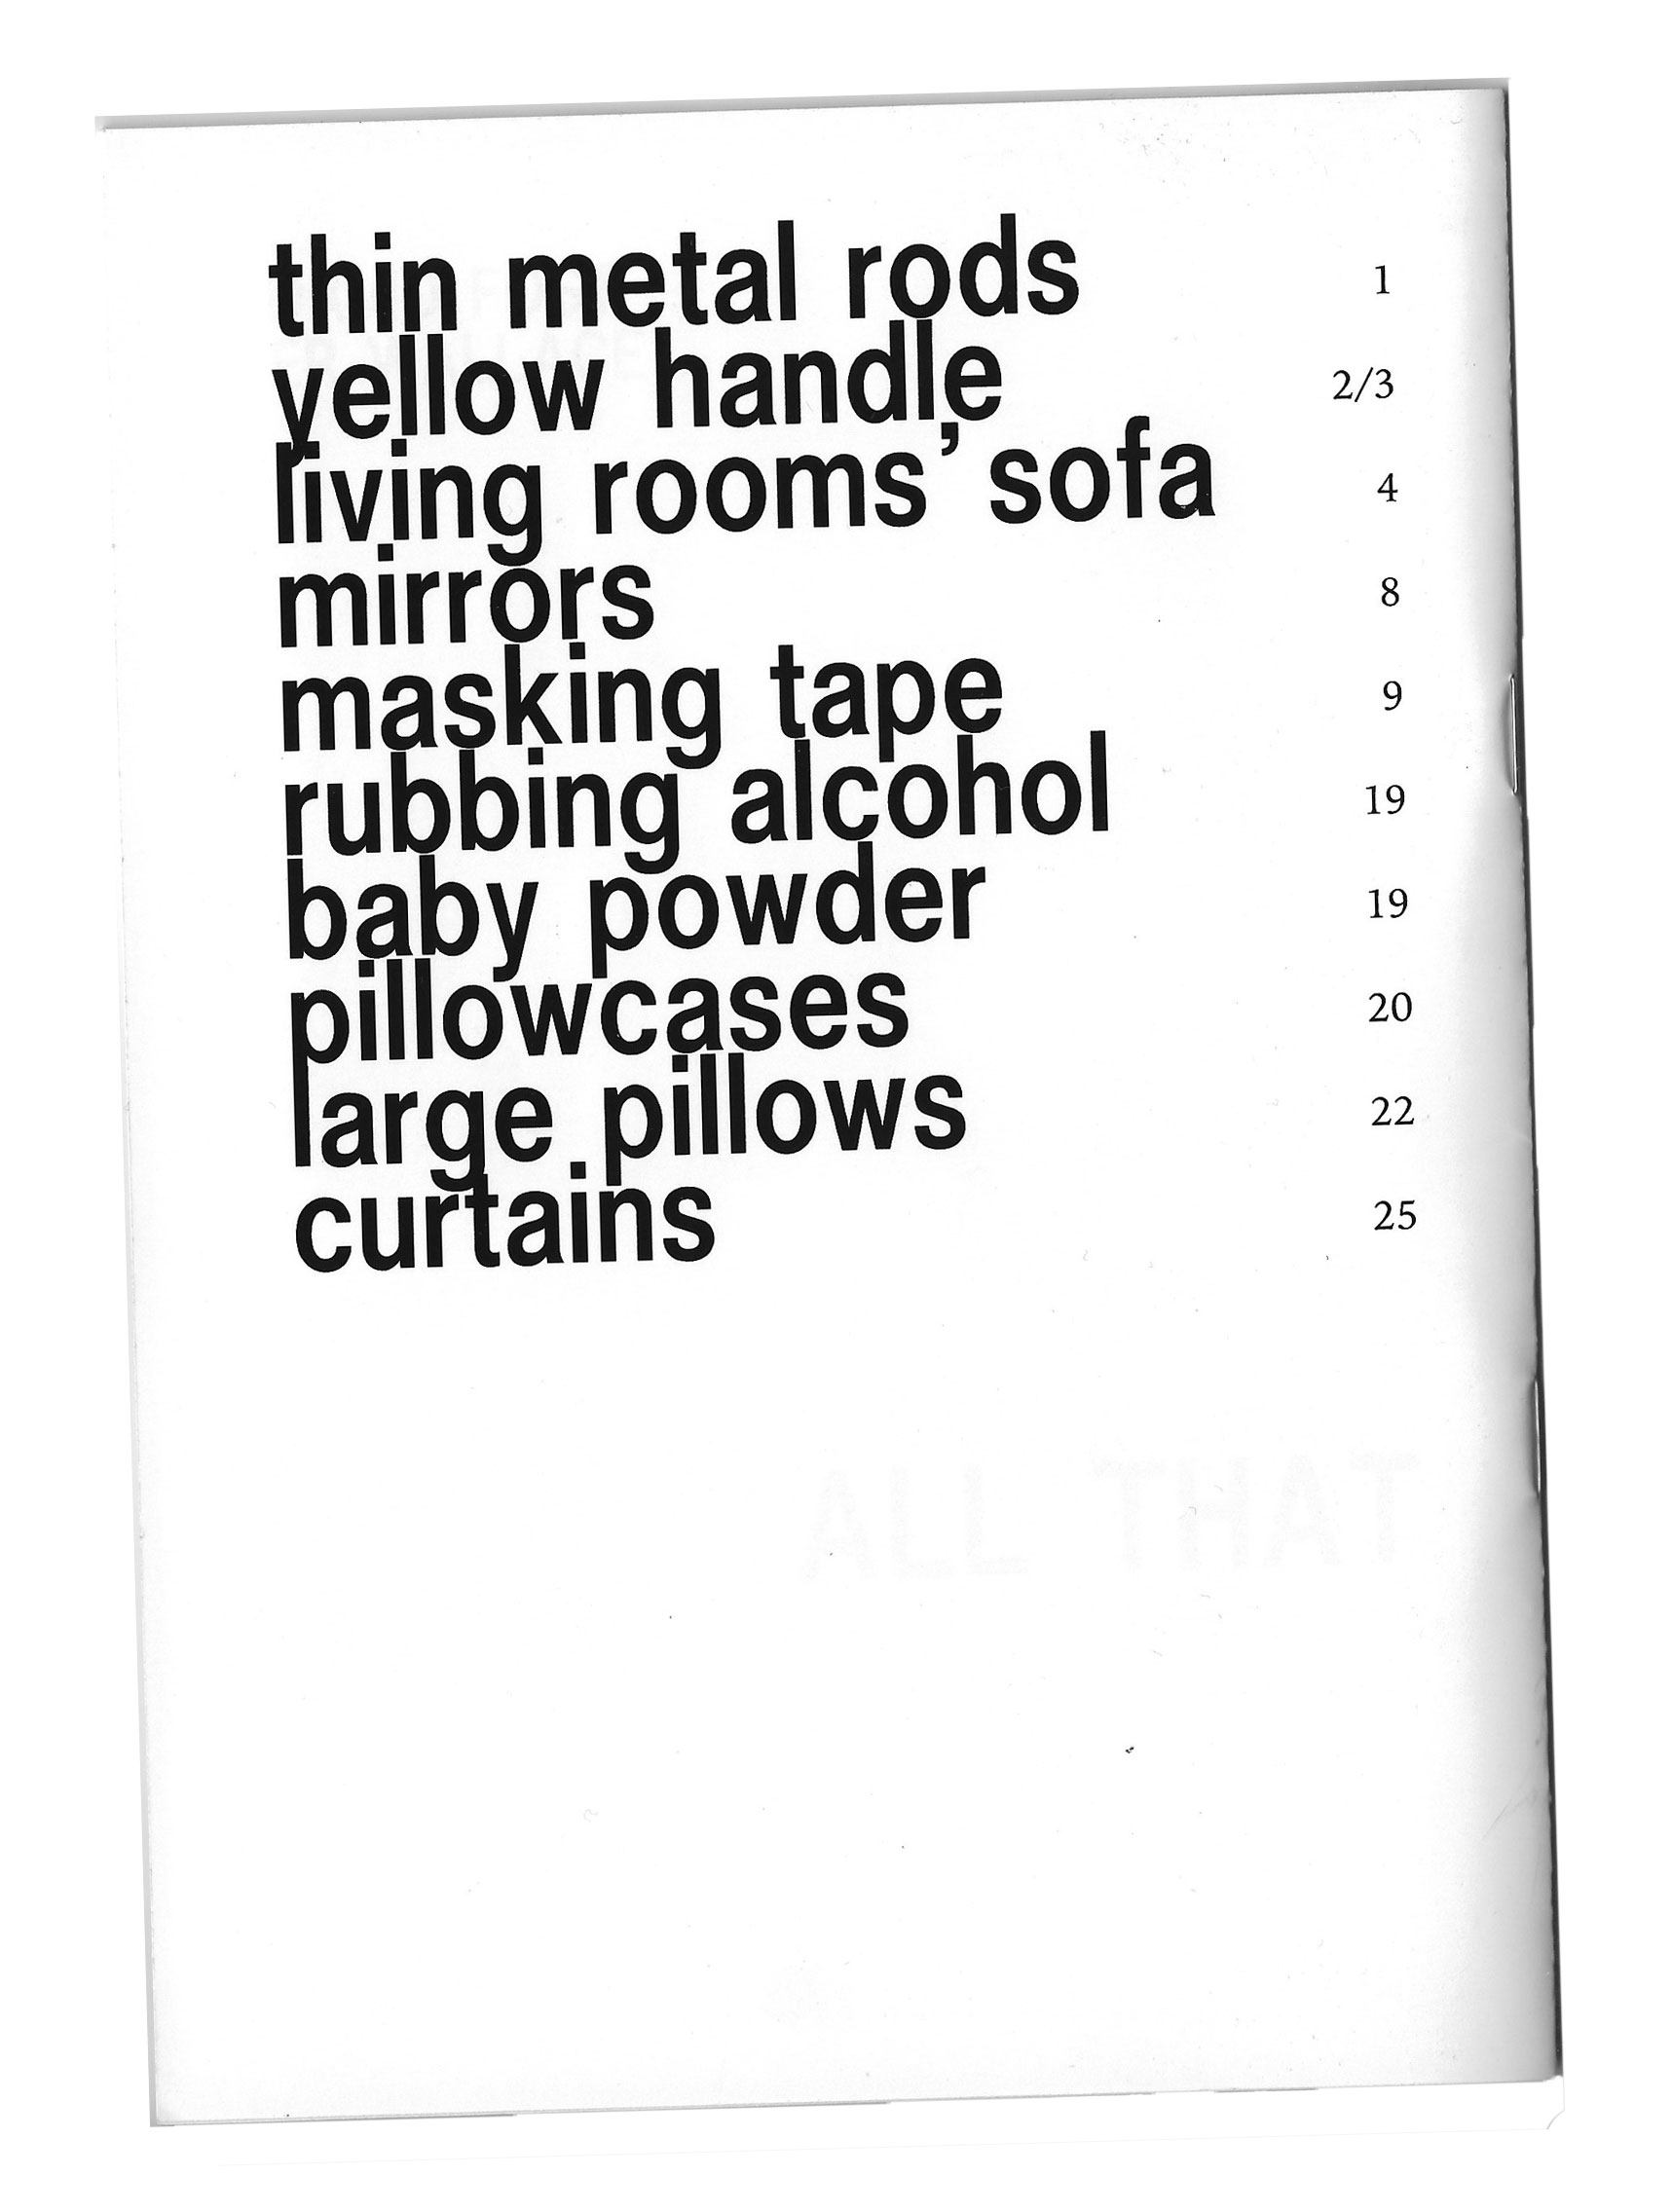 thin metal rods 1
yellow handle 2/3
living rooms’ sofa 4
mirrors 8
masking tape 9
rubbing alcohol 19
baby powder 19
pillowcases 20
large pillows 22
curtains 25
ALL THAT